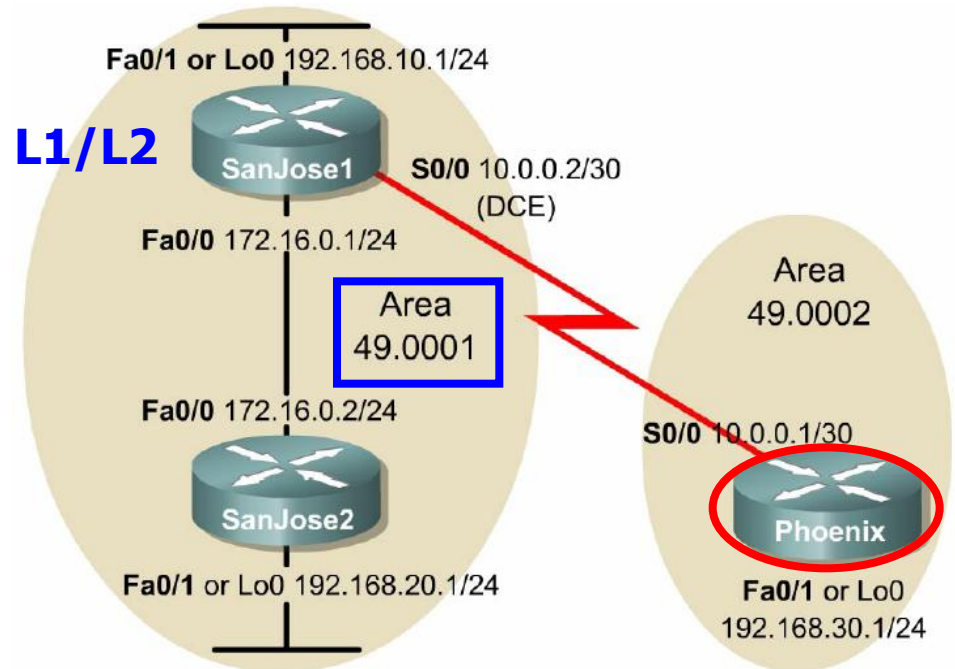 Fa0/1 or Lo0 192.168.10.1/24
L1/L2
SanJose1
S0/0 10.0.0.2/30
(DCE)
Fa0/0 172.16.0.1/24
Area
49.0001
Area
49.0002
Fa0/0 172.16.0.2/24
S0/0 10.0.0.1/30
SanJose2
Phoenix
Fa0/1 or Lo0 192.168.20.1/24
Fa0/1 or Lo0
192.168.30.1/24